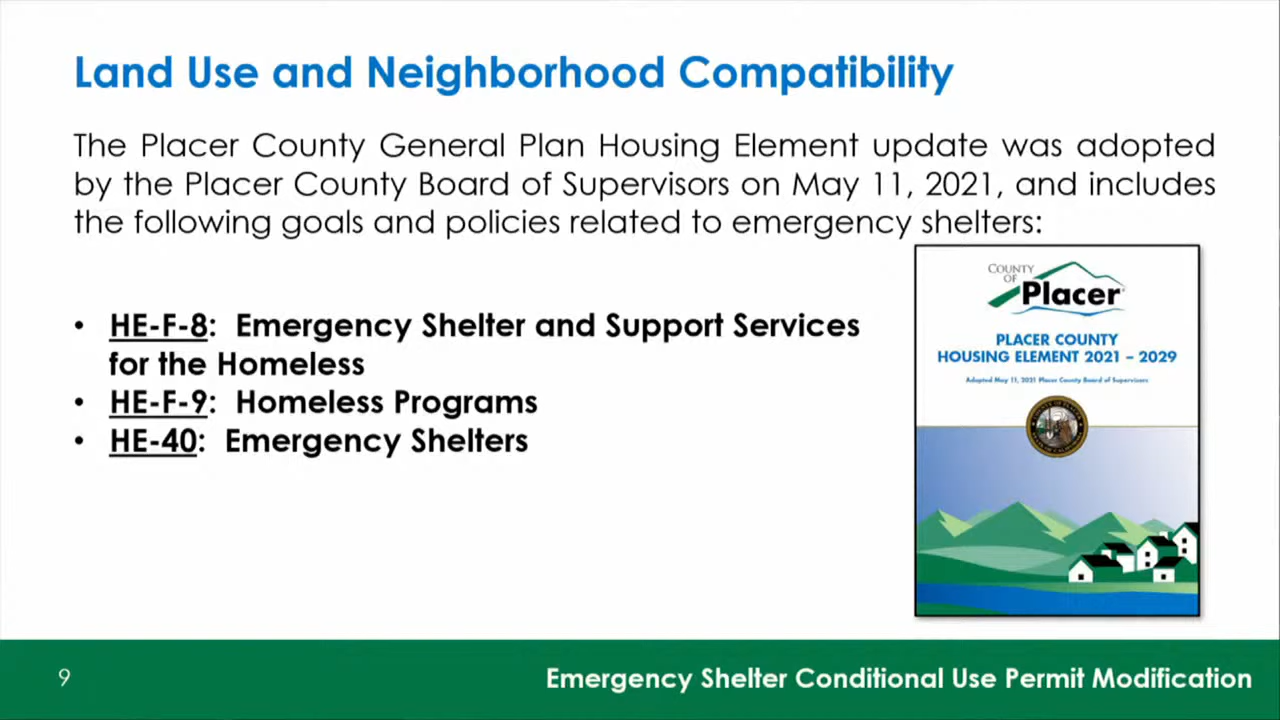 Land Use and Neighborhood Compatibility
The Placer County General Plan Housing Element update was adopted
by the Placer County Board of Supervisors on May 11, 2021, and includes
the following goals and policies related to emergency shelters:
• HE-F-8: Emergency Shelter and Support Services
for the Homeless
• HE-F-9: Homeless Programs
• HE-40: Emergency Shelters
COUNTY
OF
Placer
PLACER COUNTY
HOUSING ELEMENT 2021 – 2029
Adopted May 11, 2021 Placer County Board of Supervisors
9
Emergency Shelter Conditional Use Permit Modification